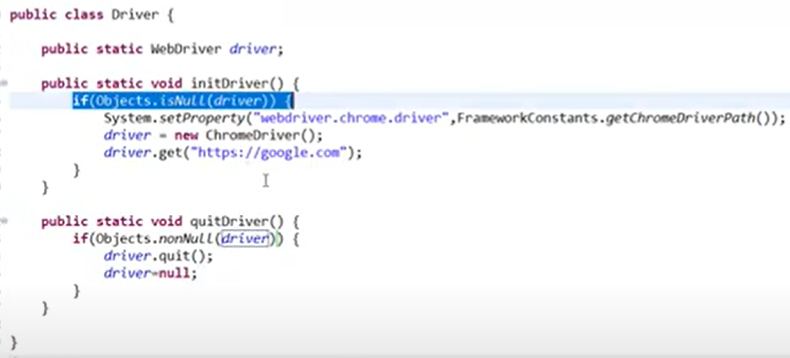 public class Driver {
public static WebDriver driver;
public static void initDriver() {
if(Objects.isNull(driver)) {
System.setProperty("webdriver.chrome.driver",FrameworkConstants.getChromeDriverPath());
driver = new ChromeDriver();
driver.get("https://google.com");
}
}
public static void quitDriver() {
if(Objects.nonNull(driver)) {
driver.quit();
driver=null;
}
}
}